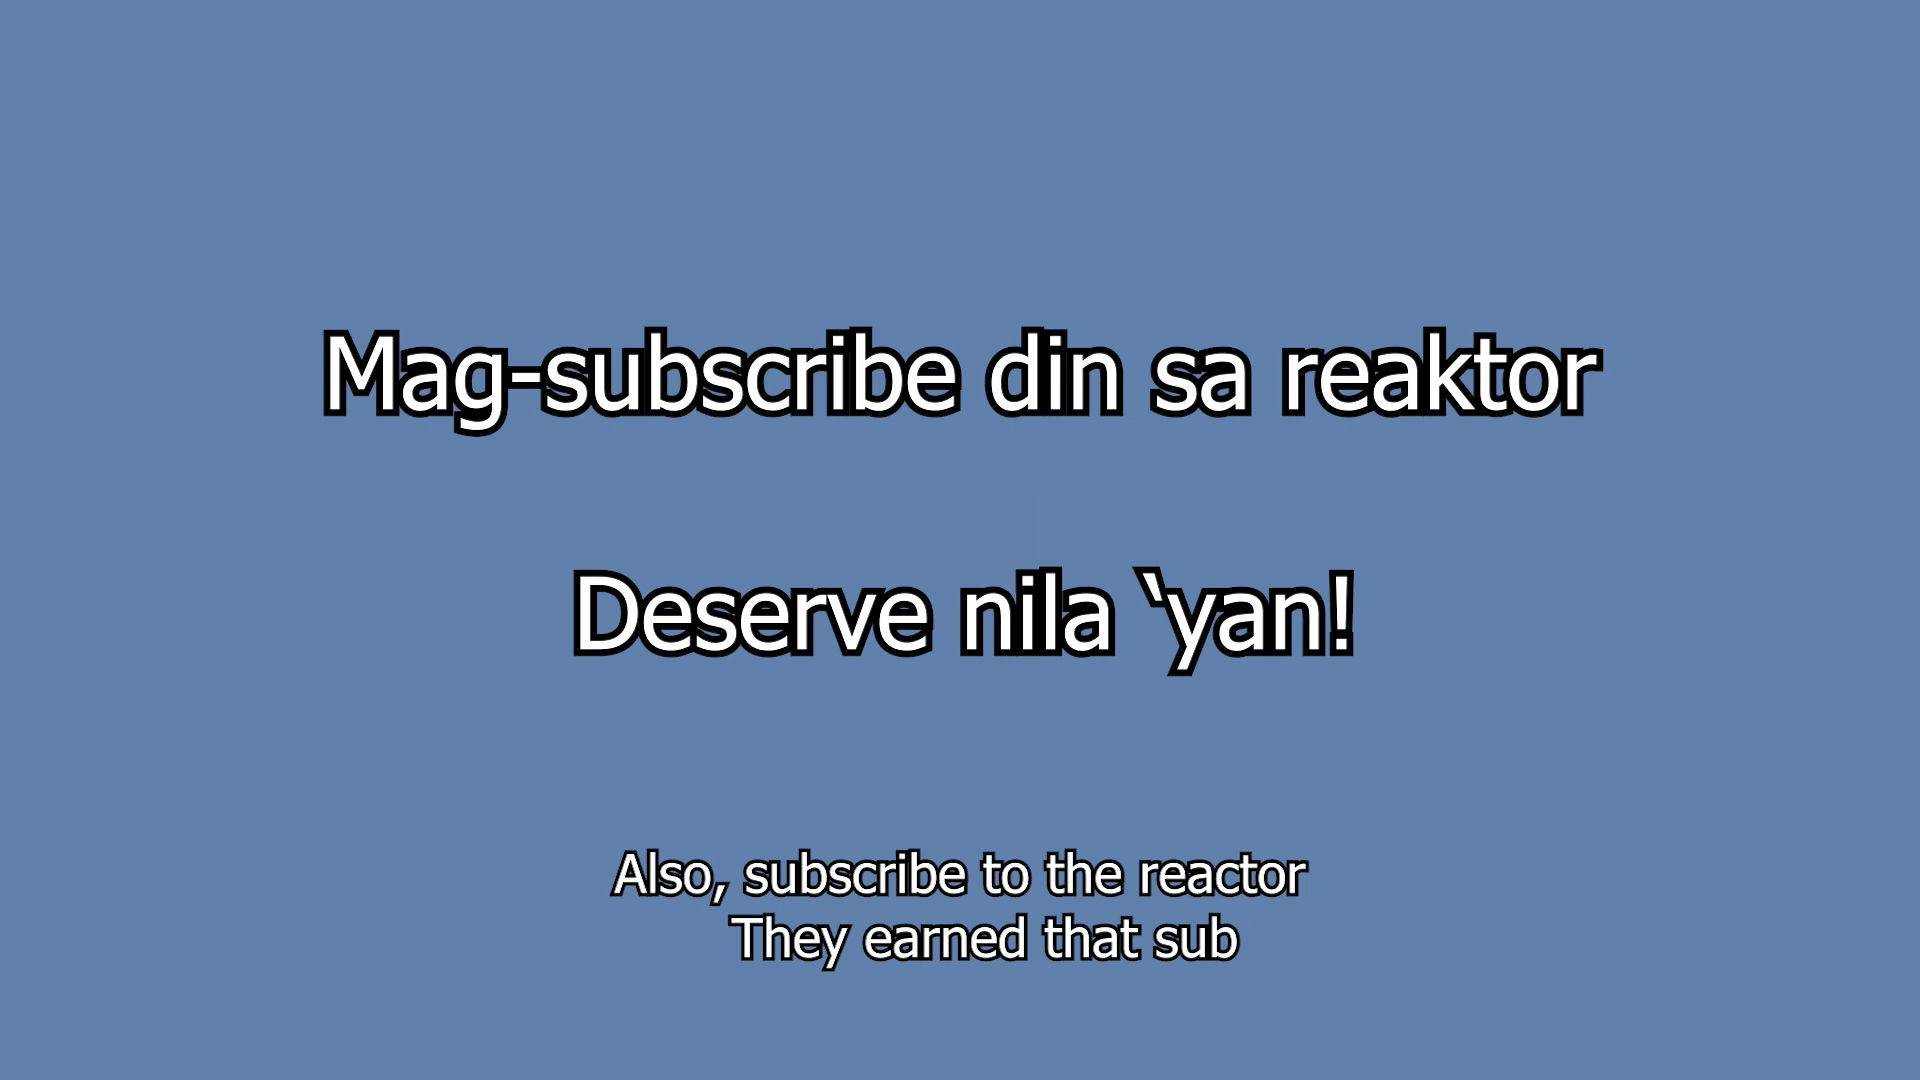 Mag-subscribe din sa reaktor
Deserve nila ‘yan!
Also, subscribe to the reactor
They earned that sub